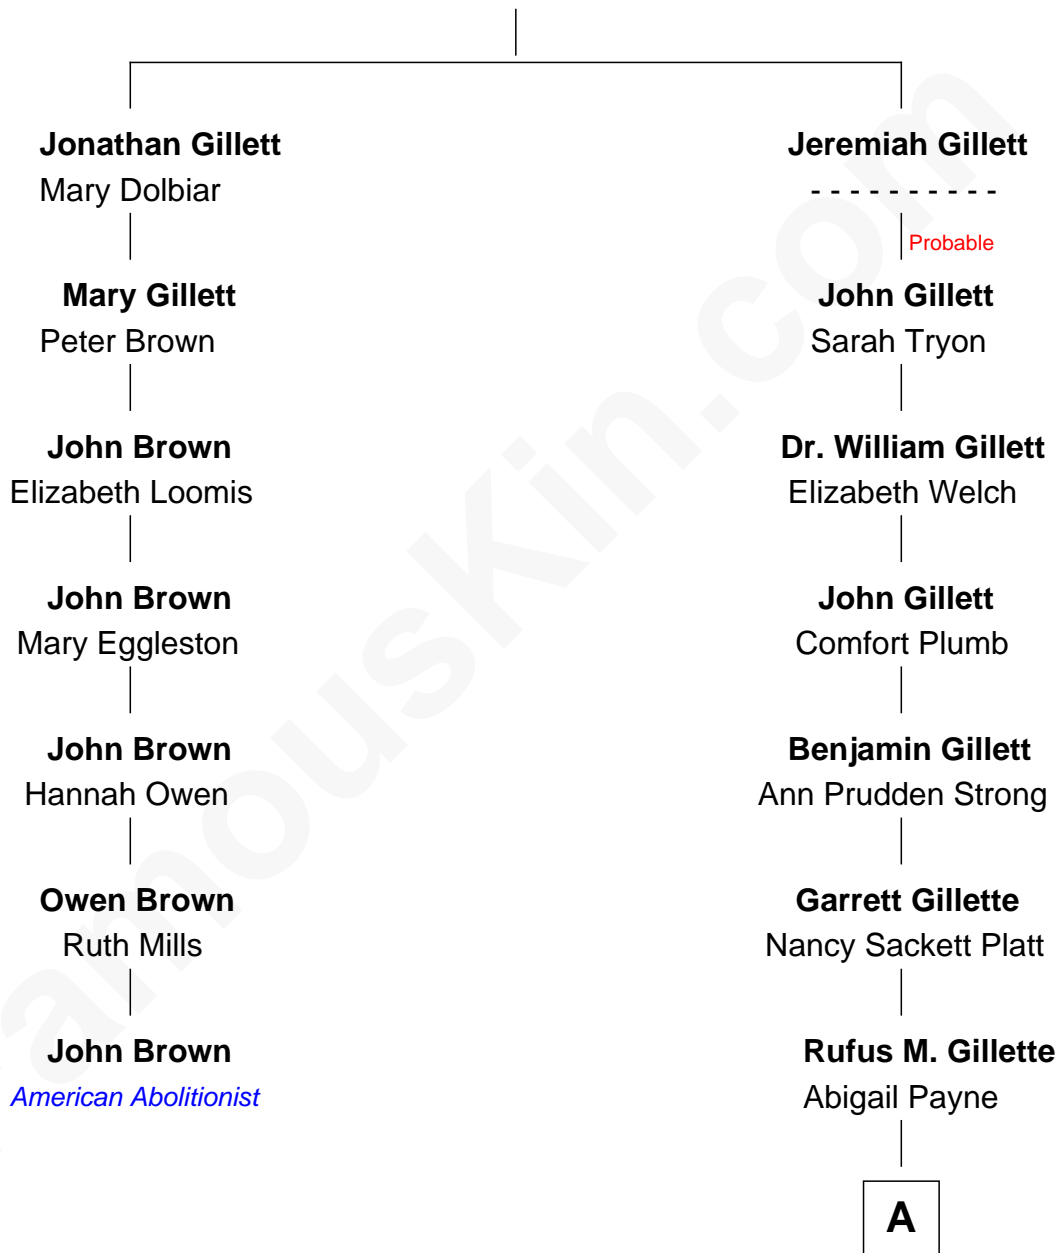 Jonathan Gillett
Mary Dolbiar
Mary Gillett
Peter Brown
John Brown
Elizabeth Loomis
John Brown
Mary Eggleston
John Brown
Hannah Owen
Owen Brown
Ruth Mills
John Brown
American Abolitionist
Jeremiah Gillett
- - - - - - - - - -
Probable
John Gillett
Sarah Tryon
Dr. William Gillett
Elizabeth Welch
John Gillett
Comfort Plumb
Benjamin Gillett
Ann Prudden Strong
Garrett Gillette
Nancy Sackett Platt
Rufus M. Gillette
Abigail Payne
A
amousKin.com